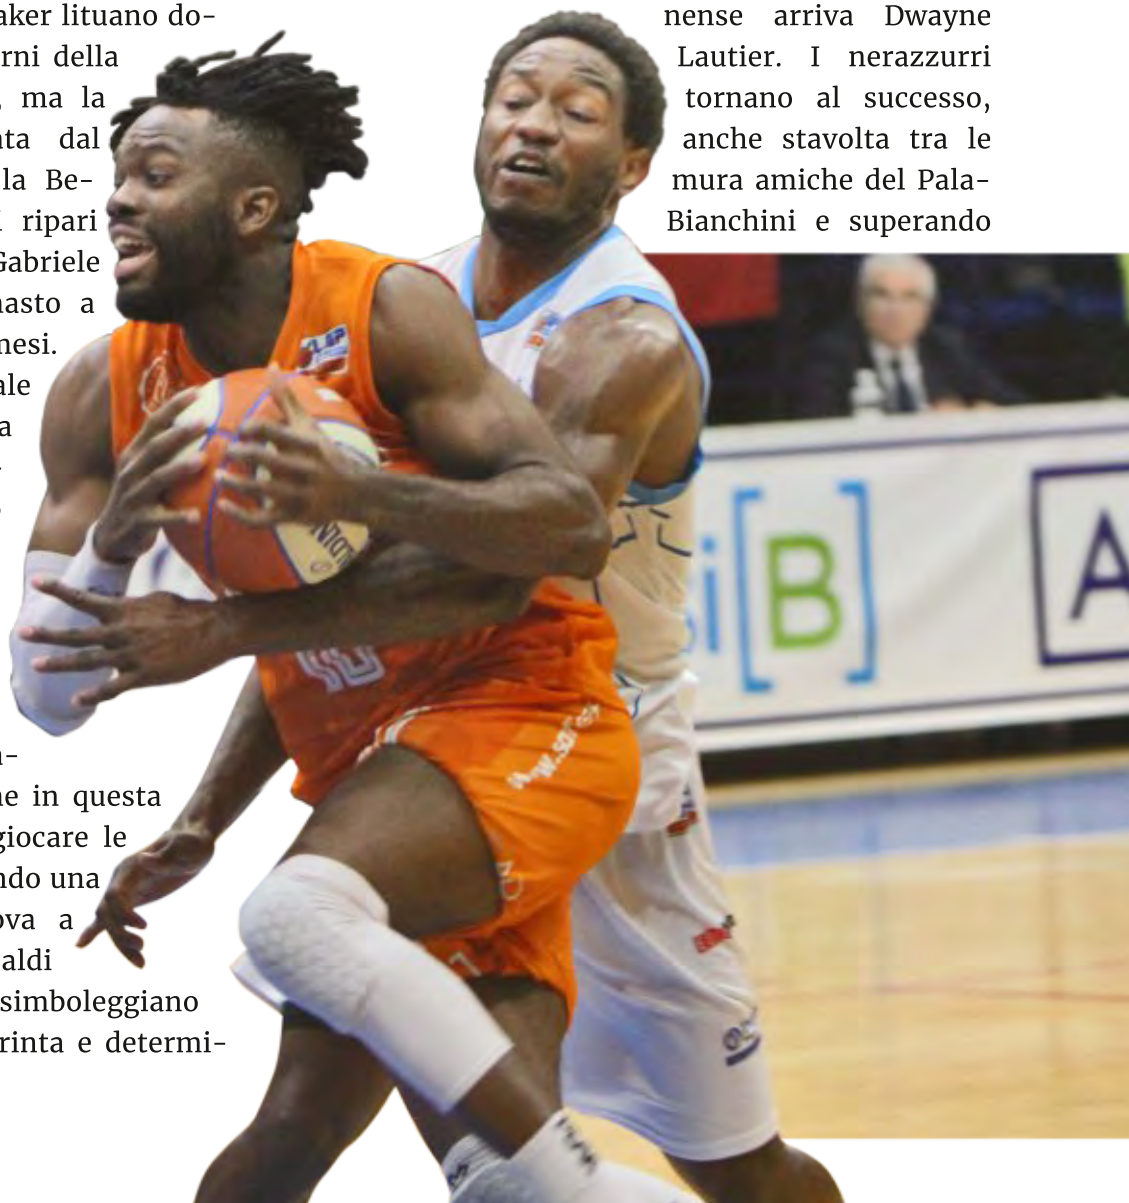 aker lituano do-
rni della
, ma la
ata dal
la Be-
i ripari
Gabriele
asto a
nesi.
ale
a
ne in questa
giocare le
ndo una
ova a
aldi
simboleggiano
rinta e determi-
nense arriva Dwayne
Lautier. I nerazzurri
tornano al successo,
anche stavolta tra le
mura amiche del Pala-
Bianchini e superando
i[B]
A